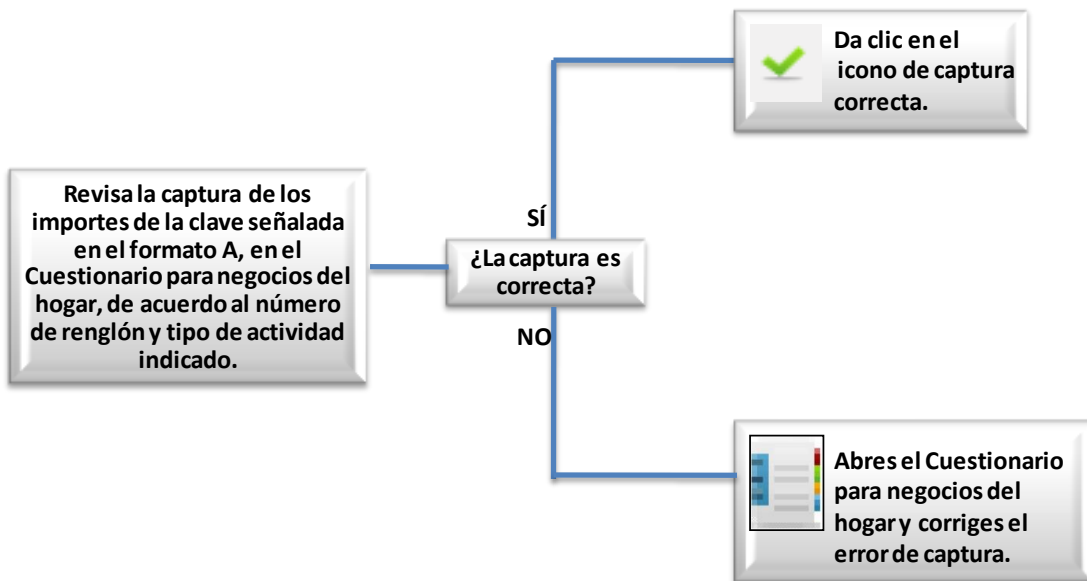 Revisa la captura de los
importes de la clave señalada
en el formato A, en el
Cuestionario para negocios del
hogar, de acuerdo al número
de renglón y tipo de actividad
indicado.
SÍ
¿La captura es
correcta?
NO
Da clic en el
icono de captura
correcta.
Abres el Cuestionario
para negocios del
hogar y corriges el
error de captura.